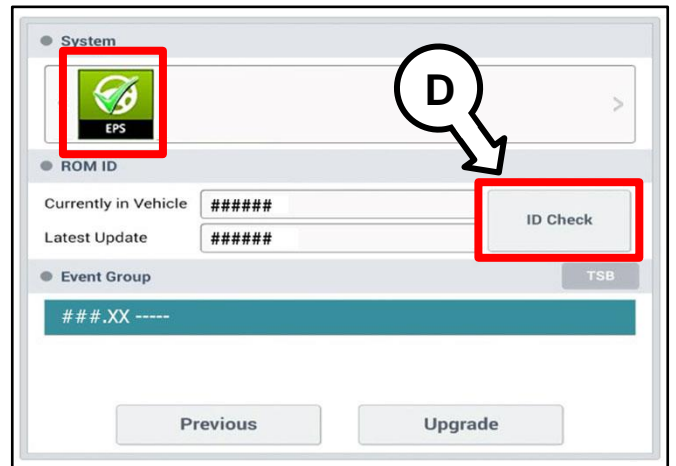 System
D
EPS
>
ROM ID
Currently in Vehicle ######
ID Check
Latest Update ######
Event Group TSB
###.XX -----
Previous Upgrade